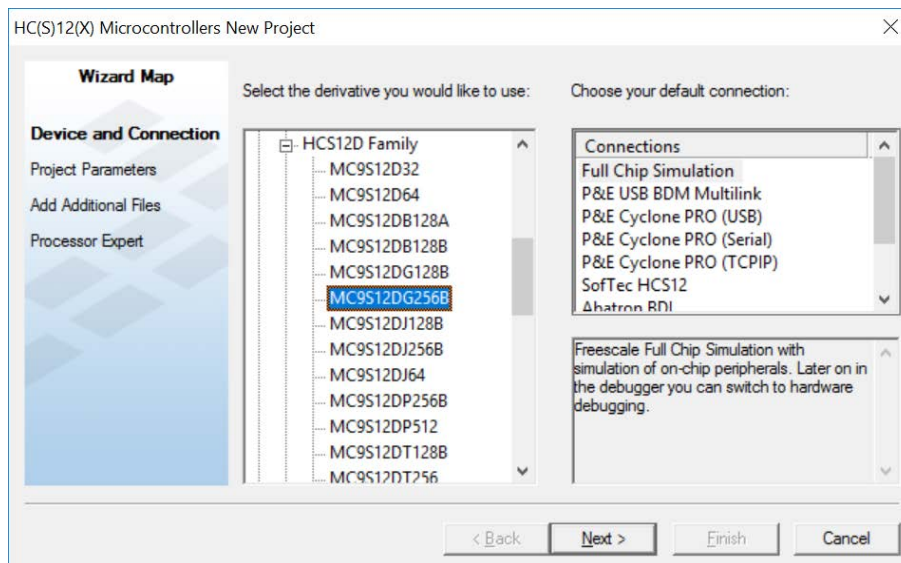 HC(S)12(X) Microcontrollers New Project
Wizard Map
Device and Connection
Project Parameters
Add Additional Files
Processor Expert
Select the derivative you would like to use:
HCS12D Family
MC9S12D32
MC9S12D64
MC9S12DB128A
MC9S12DB128B
MC9S12DG128B
MC9S12DG256B
MC9S12DJ128B
MC9S12DJ256B
MC9S12DJ64
MC9S12DP256B
MC9S12DP512
MC9S12DT128B
MC9S12DT256
Choose your default connection:
Connections
Full Chip Simulation
P&E USB BDM Multilink
P&E Cyclone PRO (USB)
P&E Cyclone PRO (Serial)
P&E Cyclone PRO (TCPIP)
SofTec HCS12
Abatron BDI
Freescale Full Chip Simulation with
simulation of on-chip peripherals. Later on in
the debugger you can switch to hardware
debugging.
< Back
Next >
Finish
Cancel